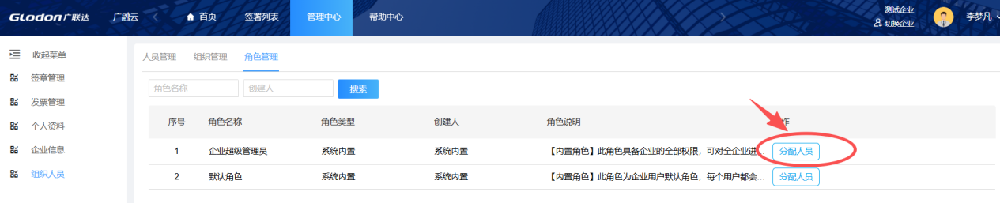 GLodon广联达 广融云 首页 签署列表 管理中心 帮助中心 测试企业 李梦凡
切换企业
收起菜单 人员管理 组织管理 角色管理
签章管理
角色名称 创建人 搜索
发票管理
序号 角色名称 角色类型 创建人 角色说明 作
个人资料
企业信息 1 企业超级管理员 系统内置 系统内置 【内置角色】此角色具备企业的全部权限，可对全企业进... 分配人员
组织人员 2 默认角色 系统内置 系统内置 【内置角色】此角色为企业用户默认角色，每个用户都会... 分配人员